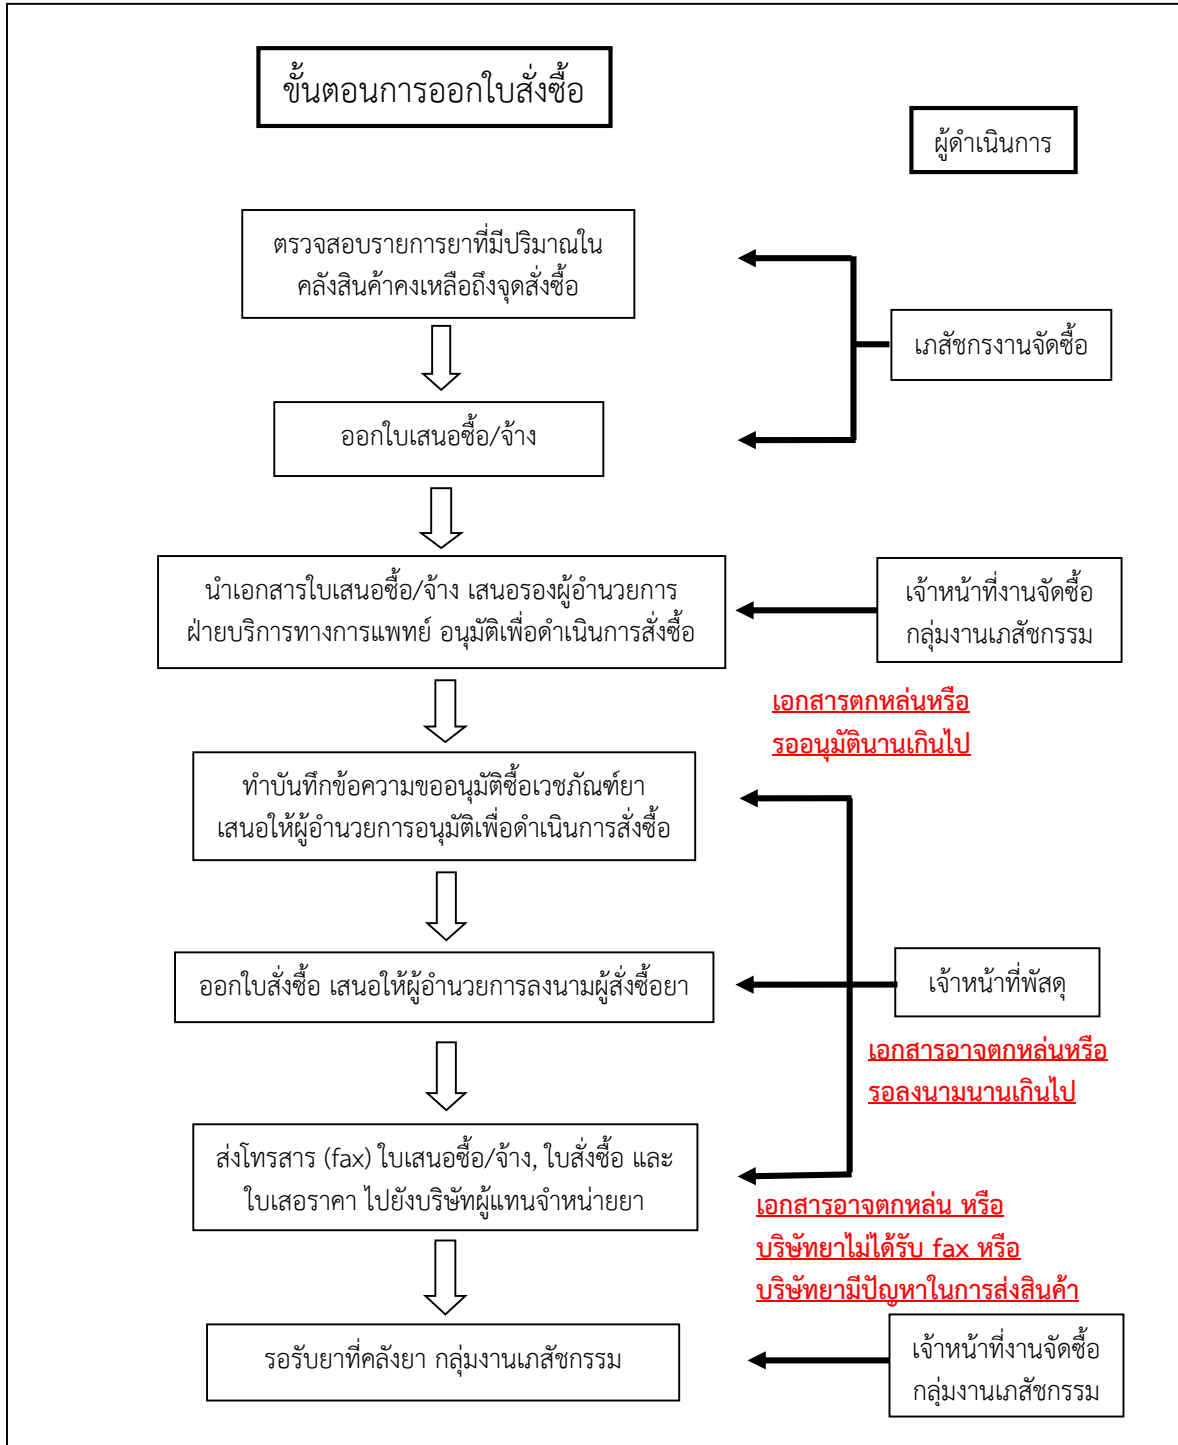 ขั้นตอนการออกใบสั่งซื้อ
ผู้ดำเนินการ
ตรวจสอบรายการยาที่มีปริมาณใน
คลังสินค้าคงเหลือถึงจุดสั่งซื้อ
เภสัชกรงานจัดซื้อ
ออกใบเสนอซื้อ/จ้าง
นำเอกสารใบเสนอซื้อ/จ้าง เสนอรองผู้อำนวยการ
ฝ่ายบริการทางการแพทย์ อนุมัติเพื่อดำเนินการสั่งซื้อ
เจ้าหน้าที่งานจัดซื้อ
กลุ่มงานเภสัชกรรม
เอกสารตกหล่นหรือ
รออนุมัตินานเกินไป
ทำบันทึกข้อความขออนุมัติซื้อเวชภัณฑ์ยา
เสนอให้ผู้อำนวยการอนุมัติเพื่อดำเนินการสั่งซื้อ
ออกใบสั่งซื้อ เสนอให้ผู้อำนวยการลงนามผู้สั่งซื้อยา
เจ้าหน้าที่พัสดุ
เอกสารอาจตกหล่นหรือ
รอลงนามนานเกินไป
ส่งโทรสาร (fax) ใบเสนอซื้อ/จ้าง, ใบสั่งซื้อ และ
ใบเสอราคา ไปยังบริษัทผู้แทนจำหน่ายยา
เอกสารอาจตกหล่น หรือ
บริษัทยาไม่ได้รับ fax หรือ
บริษัทยามีปัญหาในการส่งสินค้า
รอรับยาที่คลังยา กลุ่มงานเภสัชกรรม
เจ้าหน้าที่งานจัดซื้อ
กลุ่มงานเภสัชกรรม